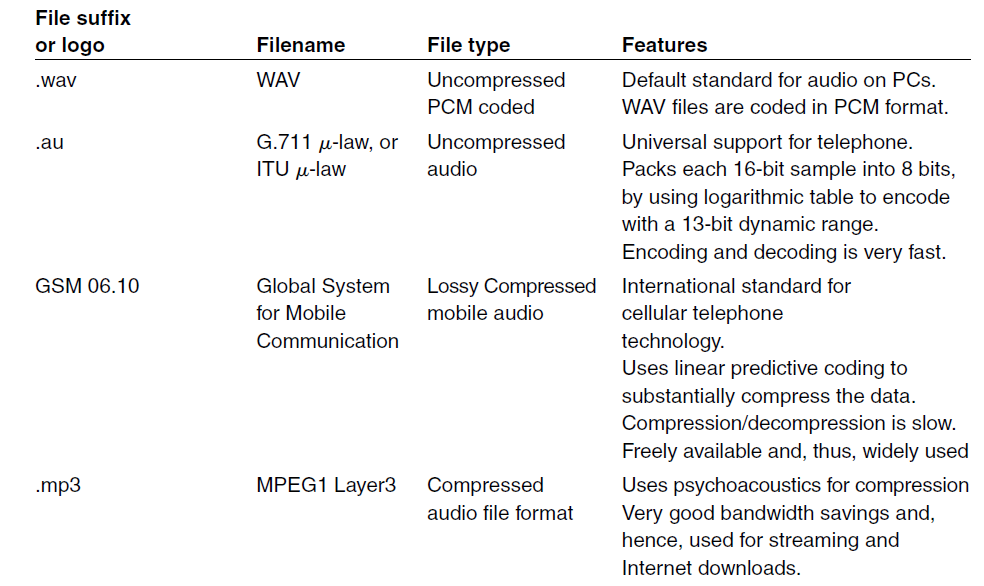 File suffix
or logo Filename File type Features
.wav WAV Uncompressed Default standard for audio on PCs.
PCM coded WAV files are coded in PCM format.
.au G.711 μ-law, or Uncompressed Universal support for telephone.
ITU μ-law audio Packs each 16-bit sample into 8 bits,
by using logarithmic table to encode
with a 13-bit dynamic range.
Encoding and decoding is very fast.
GSM 06.10 Global System Lossy Compressed International standard for
for Mobile mobile audio cellular telephone
Communication technology.
Uses linear predictive coding to
substantially compress the data.
Compression/decompression is slow.
Freely available and, thus, widely used
.mp3 MPEG1 Layer3 Compressed Uses psychoacoustics for compression
audio file format Very good bandwidth savings and,
hence, used for streaming and
Internet downloads.